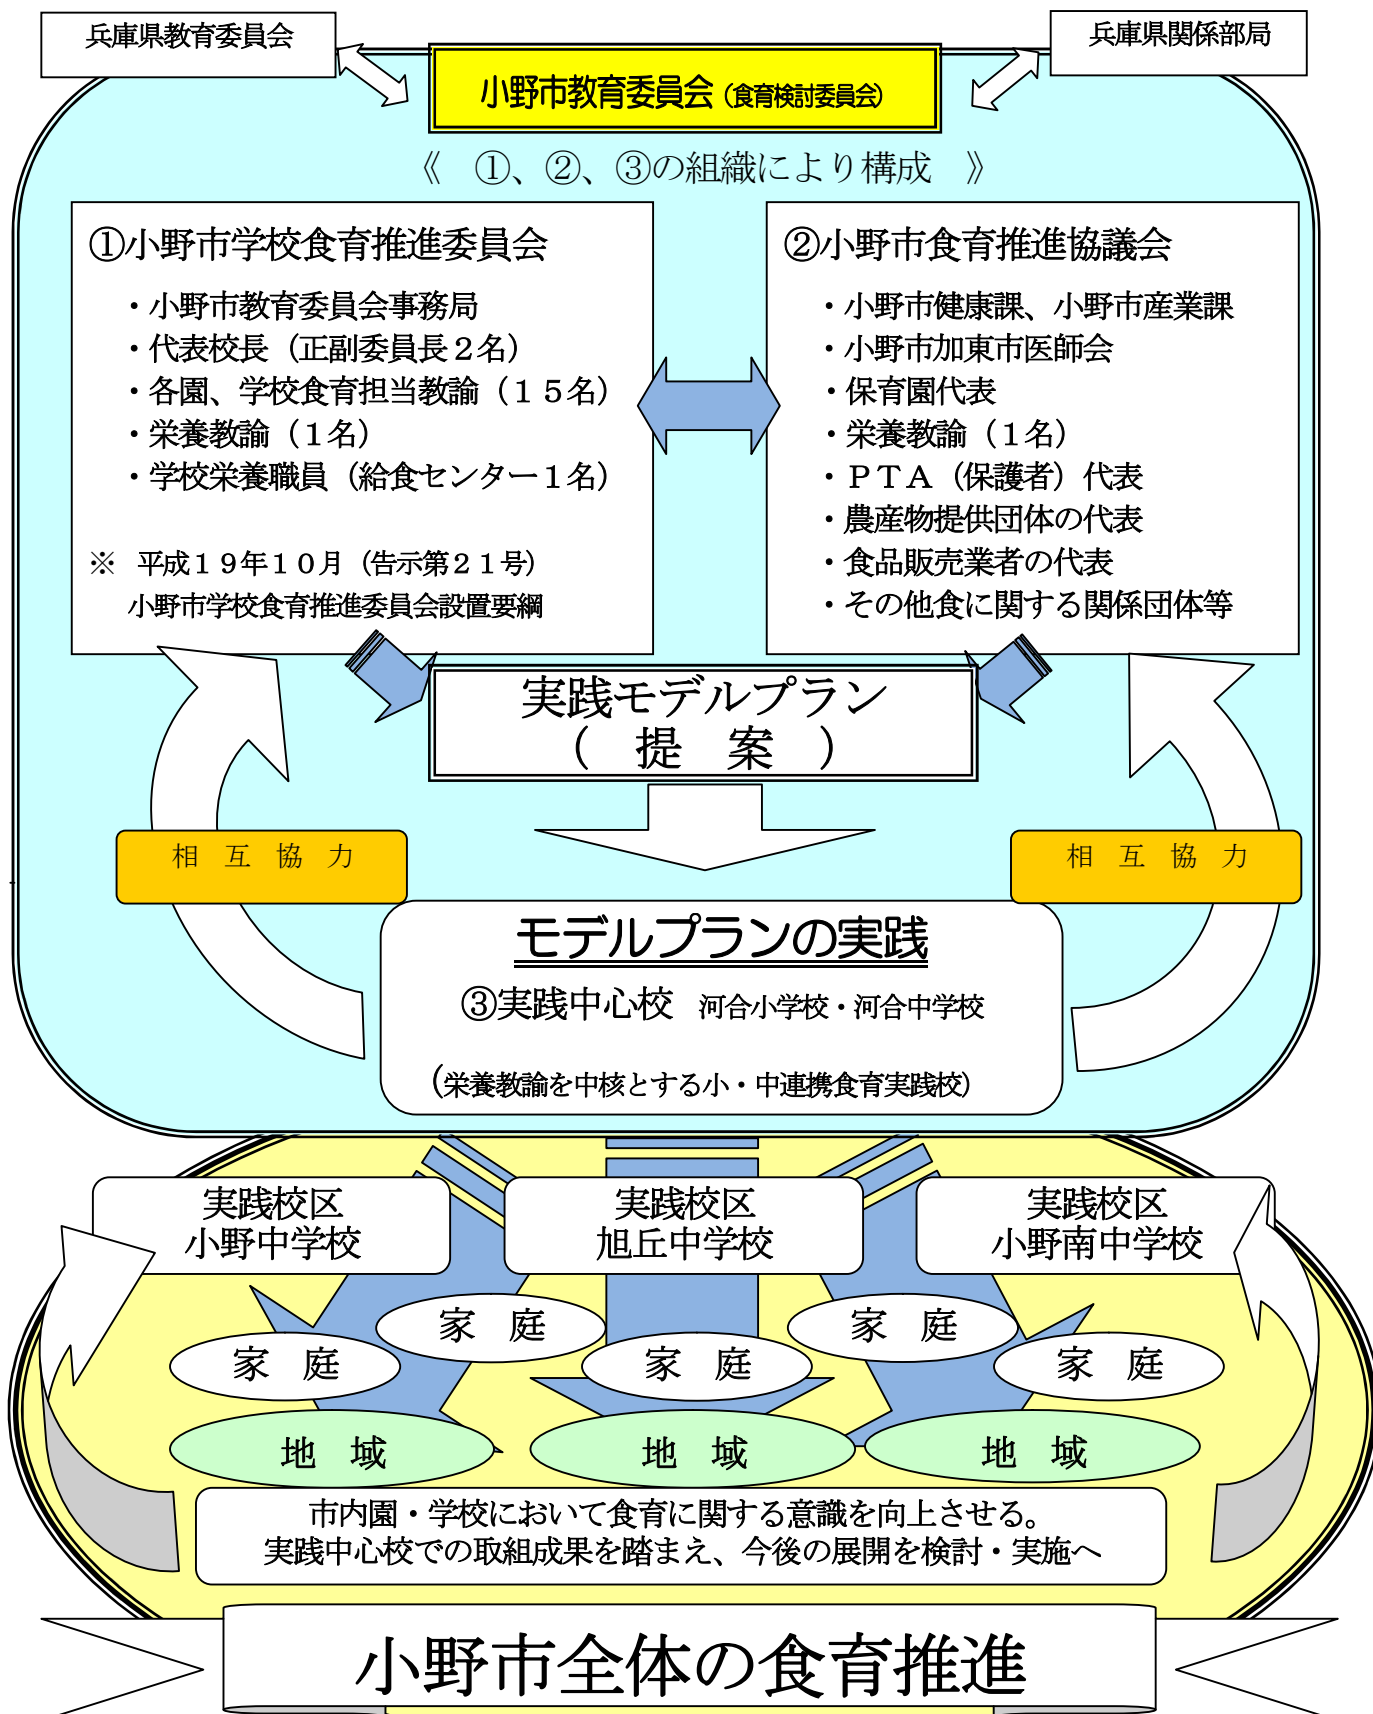 兵庫県教育委員会
兵庫県関係部局
小野市教育委員会（食育検討委員会）
《　①、②、③の組織により構成　》
①小野市学校食育推進委員会
・小野市教育委員会事務局
・代表校長（正副委員長２名）
・各園、学校食育担当教諭（１５名）
・栄養教諭（１名）
・学校栄養職員（給食センター１名）
※　平成１９年１０月（告示第２１号）
小野市学校食育推進委員会設置要綱
②小野市食育推進協議会
・小野市健康課、小野市産業課
・小野市加東市医師会
・保育園代表
・栄養教諭（１名）
・ＰＴＡ（保護者）代表
・農産物提供団体の代表
・食品販売業者の代表
・その他食に関する関係団体等
実践モデルプラン
（　提　案　）
相　互　協　力
相　互　協　力
モデルプランの実践
③実践中心校　河合小学校・河合中学校
（栄養教諭を中核とする小・中連携食育実践校）
実践校区
小野中学校
実践校区
旭丘中学校
実践校区
小野南中学校
家　庭
家　庭
家　庭
家　庭
家　庭
地　域
地　域
地　域
市内園・学校において食育に関する意識を向上させる。
実践中心校での取組成果を踏まえ、今後の展開を検討・実施へ
小野市全体の食育推進